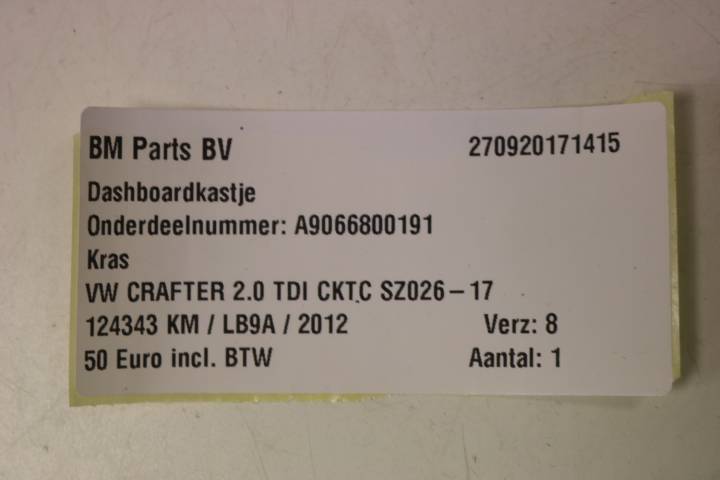 BM Parts BV 270920171415
Dashboardkastje
Onderdeelnummer: A9066800191
Kras
VW CRAFTER 2.0 TDI CKTC SZ026-17
124343 KM / LB9A / 2012 Verz: 8
50 Euro incl. BTW Aantal: 1